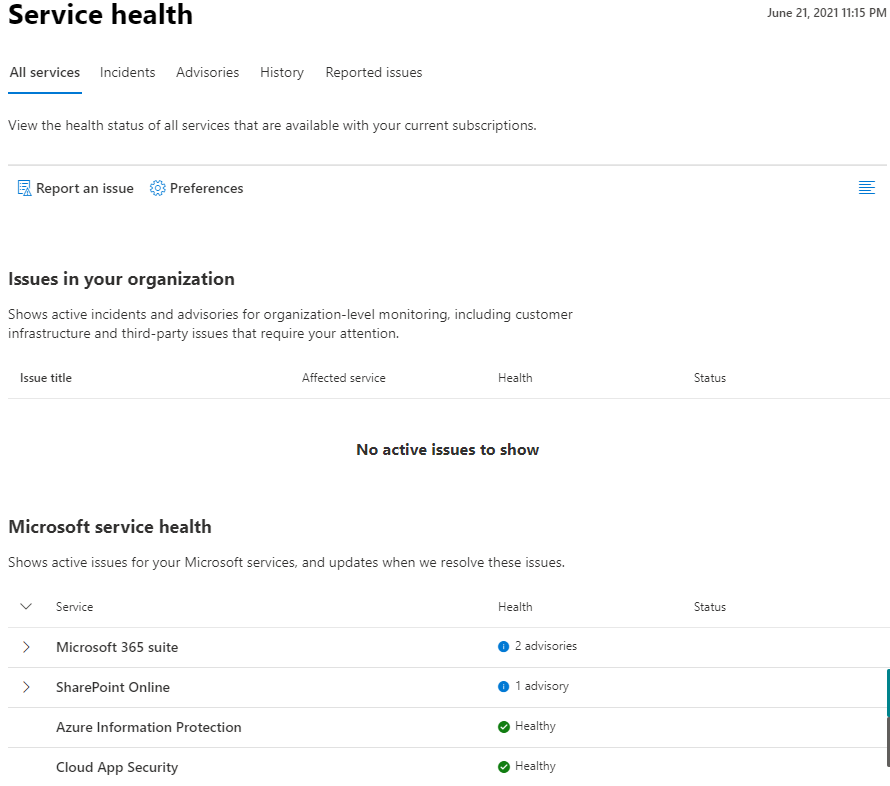 Service health
June 21, 2021 11:15 PM
All services Incidents Advisories History Reported issues
View the health status of all services that are available with your current subscriptions.
Report an issue Preferences
Issues in your organization
Shows active incidents and advisories for organization-level monitoring, including customer
infrastructure and third-party issues that require your attention.
Issue title Affected service Health Status
No active issues to show
Microsoft service health
Shows active issues for your Microsoft services, and updates when we resolve these issues.
Service Health Status
Microsoft 365 suite 2 advisories
SharePoint Online 1 advisory
Azure Information Protection Healthy
Cloud App Security Healthy